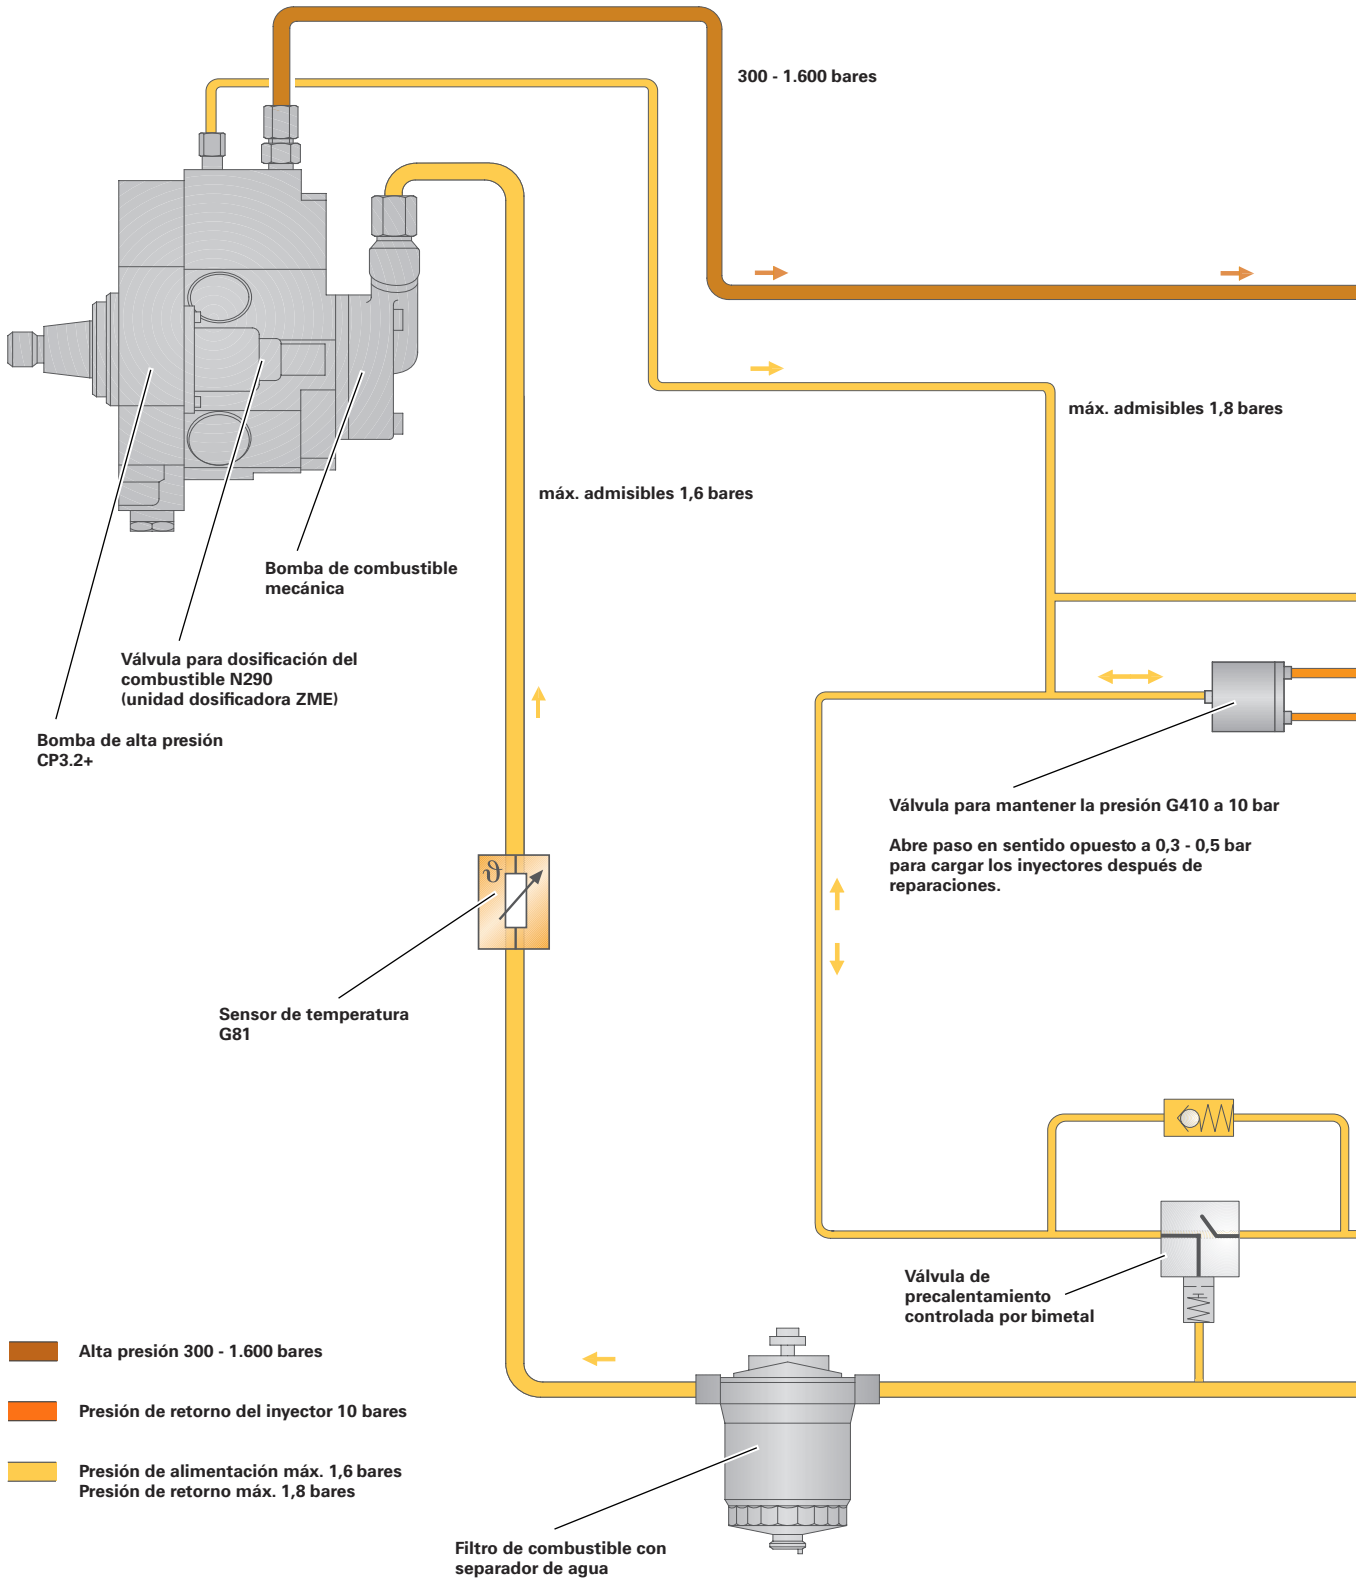 300 - 1.600 bares
máx. admisibles 1,8 bares
máx. admisibles 1,6 bares
Bomba de combustible
mecánica
Válvula para dosificación del
combustible N290
(unidad dosificadora ZME)
Bomba de alta presión
CP3.2+
Válvula para mantener la presión G410 a 10 bar
Abre paso en sentido opuesto a 0,3 - 0,5 bar
para cargar los inyectores después de
reparaciones.
ϑ
Sensor de temperatura
G81
Válvula de
precalentamiento
controlada por bimetal
Alta presión 300 - 1.600 bares
Presión de retorno del inyector 10 bares
Presión de alimentación máx. 1,6 bares
Presión de retorno máx. 1,8 bares
Filtro de combustible con
separador de agua